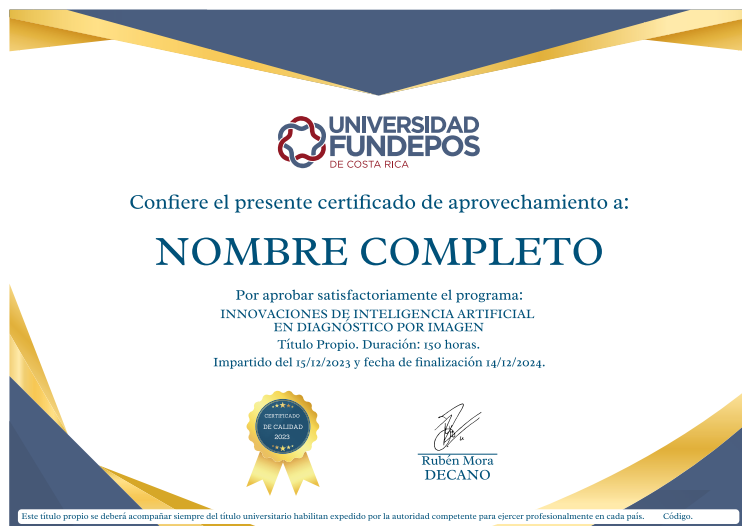 UNIVERSIDAD
FUNDEPOS
DE COSTA RICA
Confiere el presente certificado de aprovechamiento a:
NOMBRE COMPLETO
Por aprobar satisfactoriamente el programa:
INNOVACIONES DE INTELIGENCIA ARTIFICIAL
EN DIAGNÓSTICO POR IMAGEN
Título Propio. Duración: 150 horas.
Impartido del 15/12/2023 y fecha de finalización 14/12/2024.
CERTIFICADO
DE CALIDAD
2023
Rubén Mora
DECANO
Este título propio se deberá acompañar siempre del título universitario habilitan expedido por la autoridad competente para ejercer profesionalmente en cada país. Código.